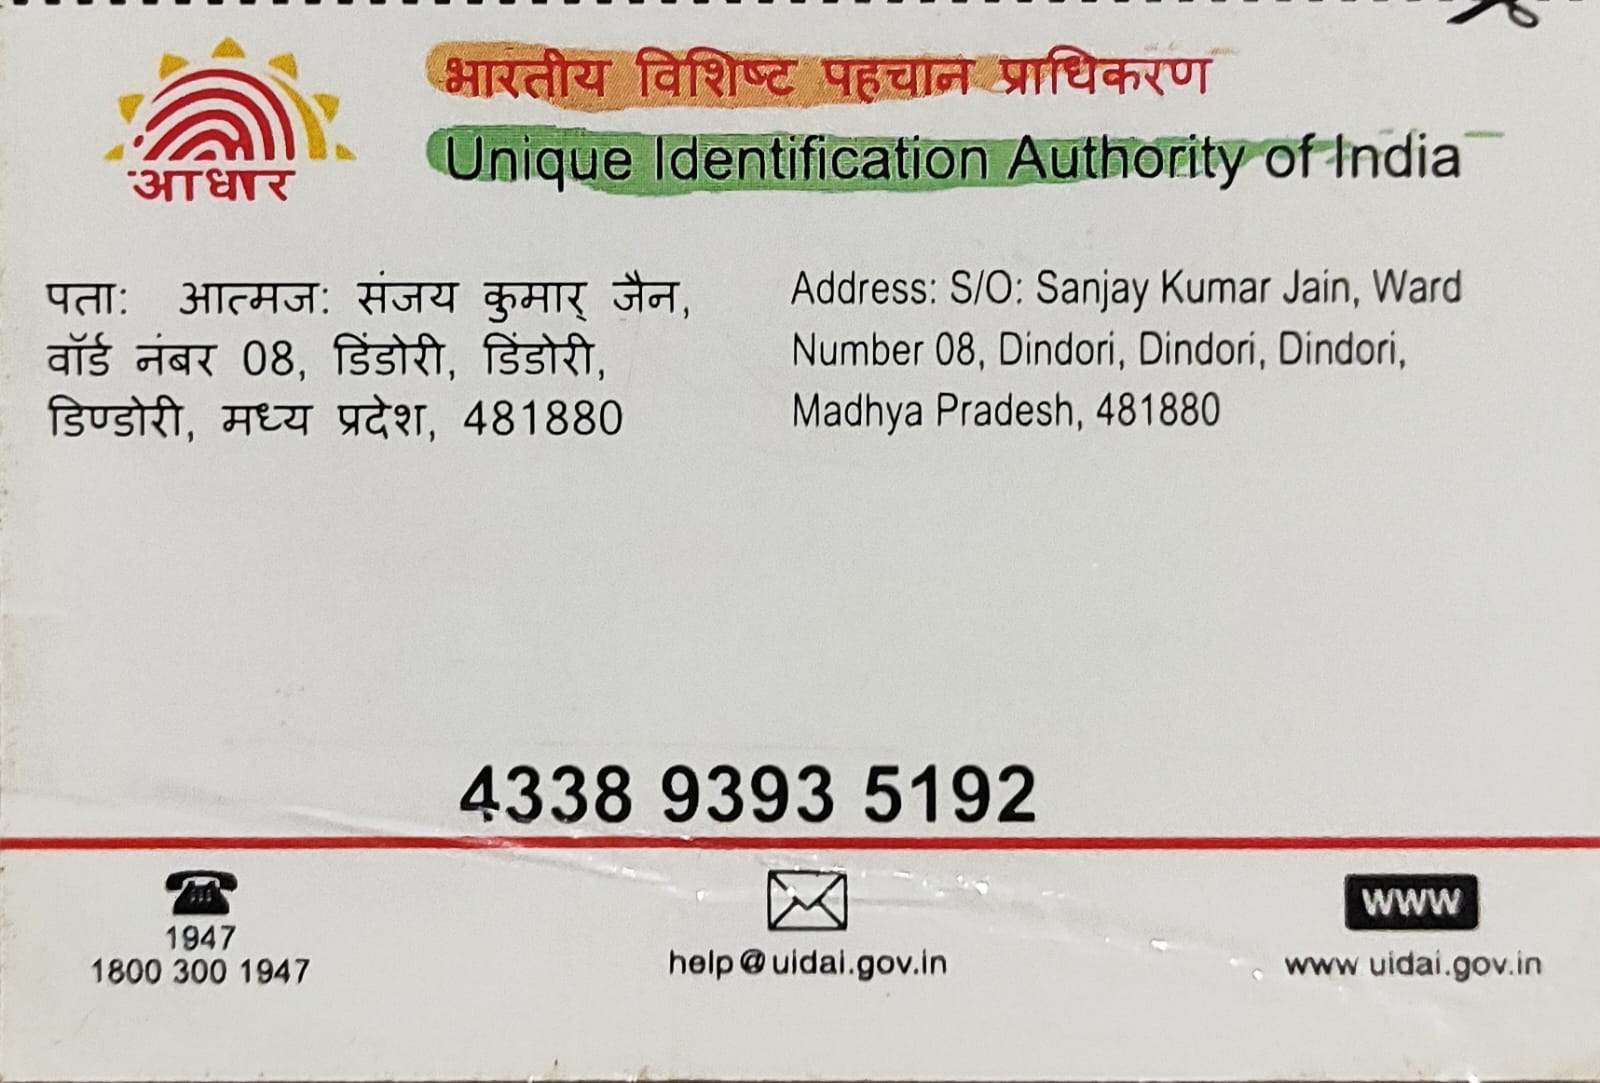 आधार
भारतीय विशिष्ट पहचान प्राधिकरण
Unique Identification Authority of India
पता: आत्मज: संजय कुमार् जैन,
वॉर्ड नंबर 08, डिंडोरी, डिंडोरी,
डिण्डोरी, मध्य प्रदेश, 481880
Address: S/O: Sanjay Kumar Jain, Ward
Number 08, Dindori, Dindori, Dindori,
Madhya Pradesh, 481880
4338 9393 5192
1947
1800 300 1947
help@uidai.gov.in
www
www uidai.gov.in